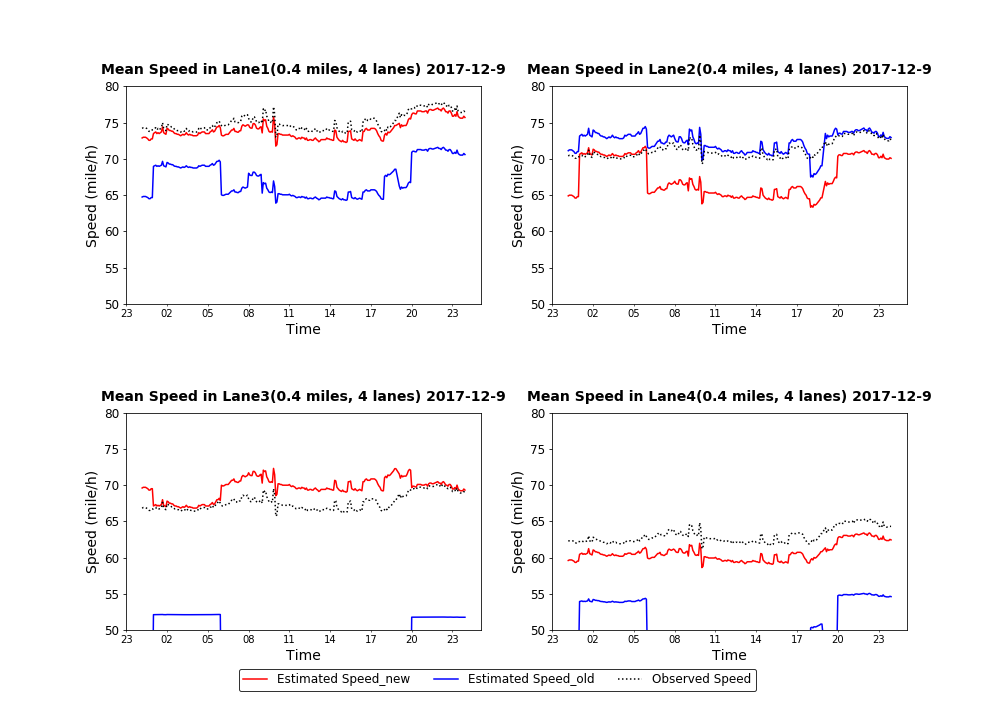 Mean Speed in Lane1(0.4 miles, 4 lanes) 2017-12-9
80
75
70
65
60
55
50
Speed (mile/h)
23 02 05 08 11 14 17 20 23
Time
Mean Speed in Lane2(0.4 miles, 4 lanes) 2017-12-9
80
75
70
65
60
55
50
Speed (mile/h)
23 02 05 08 11 14 17 20 23
Time
Mean Speed in Lane3(0.4 miles, 4 lanes) 2017-12-9
80
75
70
65
60
55
50
Speed (mile/h)
23 02 05 08 11 14 17 20 23
Time
Mean Speed in Lane4(0.4 miles, 4 lanes) 2017-12-9
80
75
70
65
60
55
50
Speed (mile/h)
23 02 05 08 11 14 17 20 23
Time
Estimated Speed_new Estimated Speed_old Observed Speed